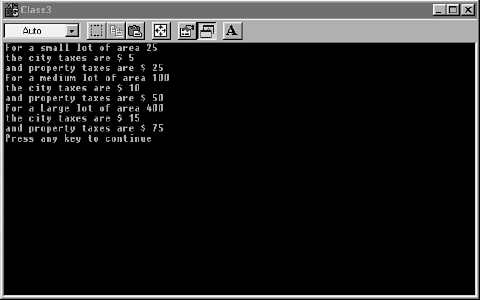 Class3
Auto
A
For a small lot of area 25
the city taxes are $ 5
and property taxes are $ 25
For a medium lot of area 100
the city taxes are $ 10
and property taxes are $ 50
For a Large lot of area 400
the city taxes are $ 15
and property taxes are $ 75
Press any key to continue